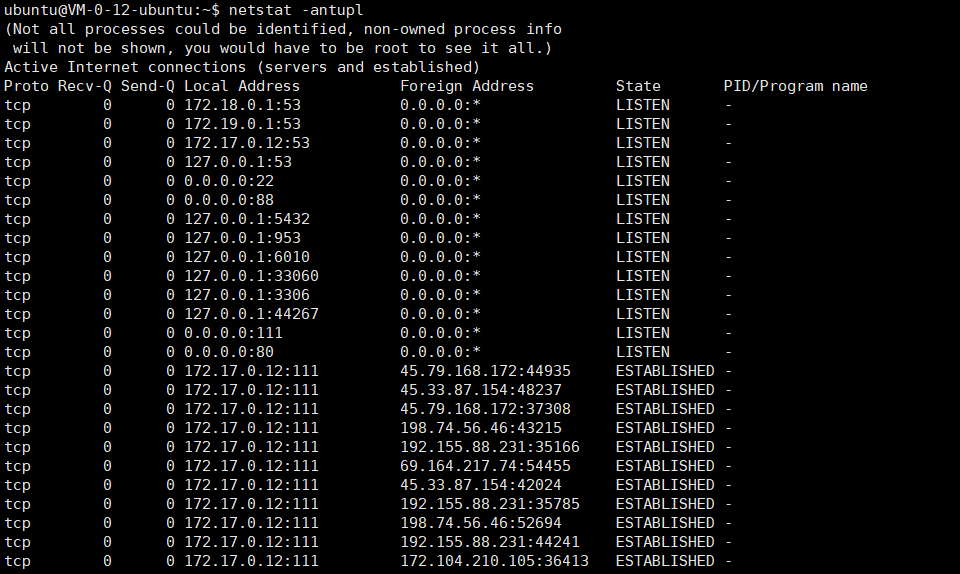 ubuntu@VM-0-12-ubuntu:~$ netstat -antupl
(Not all processes could be identified, non-owned process info
 will not be shown, you would have to be root to see it all.)
Active Internet connections (servers and established)
Proto Recv-Q Send-Q Local Address           Foreign Address         State       PID/Program name
tcp        0      0 172.18.0.1:53           0.0.0.0:*               LISTEN      -
tcp        0      0 172.19.0.1:53           0.0.0.0:*               LISTEN      -
tcp        0      0 172.17.0.12:53          0.0.0.0:*               LISTEN      -
tcp        0      0 127.0.0.1:53            0.0.0.0:*               LISTEN      -
tcp        0      0 0.0.0.0:22              0.0.0.0:*               LISTEN      -
tcp        0      0 0.0.0.0:88              0.0.0.0:*               LISTEN      -
tcp        0      0 127.0.0.1:5432          0.0.0.0:*               LISTEN      -
tcp        0      0 127.0.0.1:953           0.0.0.0:*               LISTEN      -
tcp        0      0 127.0.0.1:6010          0.0.0.0:*               LISTEN      -
tcp        0      0 127.0.0.1:33060         0.0.0.0:*               LISTEN      -
tcp        0      0 127.0.0.1:3306          0.0.0.0:*               LISTEN      -
tcp        0      0 127.0.0.1:44267         0.0.0.0:*               LISTEN      -
tcp        0      0 0.0.0.0:111             0.0.0.0:*               LISTEN      -
tcp        0      0 0.0.0.0:80              0.0.0.0:*               LISTEN      -
tcp        0      0 172.17.0.12:111         45.79.168.172:44935     ESTABLISHED -
tcp        0      0 172.17.0.12:111         45.33.87.154:48237      ESTABLISHED -
tcp        0      0 172.17.0.12:111         45.79.168.172:37308     ESTABLISHED -
tcp        0      0 172.17.0.12:111         198.74.56.46:43215      ESTABLISHED -
tcp        0      0 172.17.0.12:111         192.155.88.231:35166    ESTABLISHED -
tcp        0      0 172.17.0.12:111         69.164.217.74:54455     ESTABLISHED -
tcp        0      0 172.17.0.12:111         45.33.87.154:42024      ESTABLISHED -
tcp        0      0 172.17.0.12:111         192.155.88.231:35785    ESTABLISHED -
tcp        0      0 172.17.0.12:111         198.74.56.46:52694      ESTABLISHED -
tcp        0      0 172.17.0.12:111         192.155.88.231:44241    ESTABLISHED -
tcp        0      0 172.17.0.12:111         172.104.210.105:36413   ESTABLISHED -